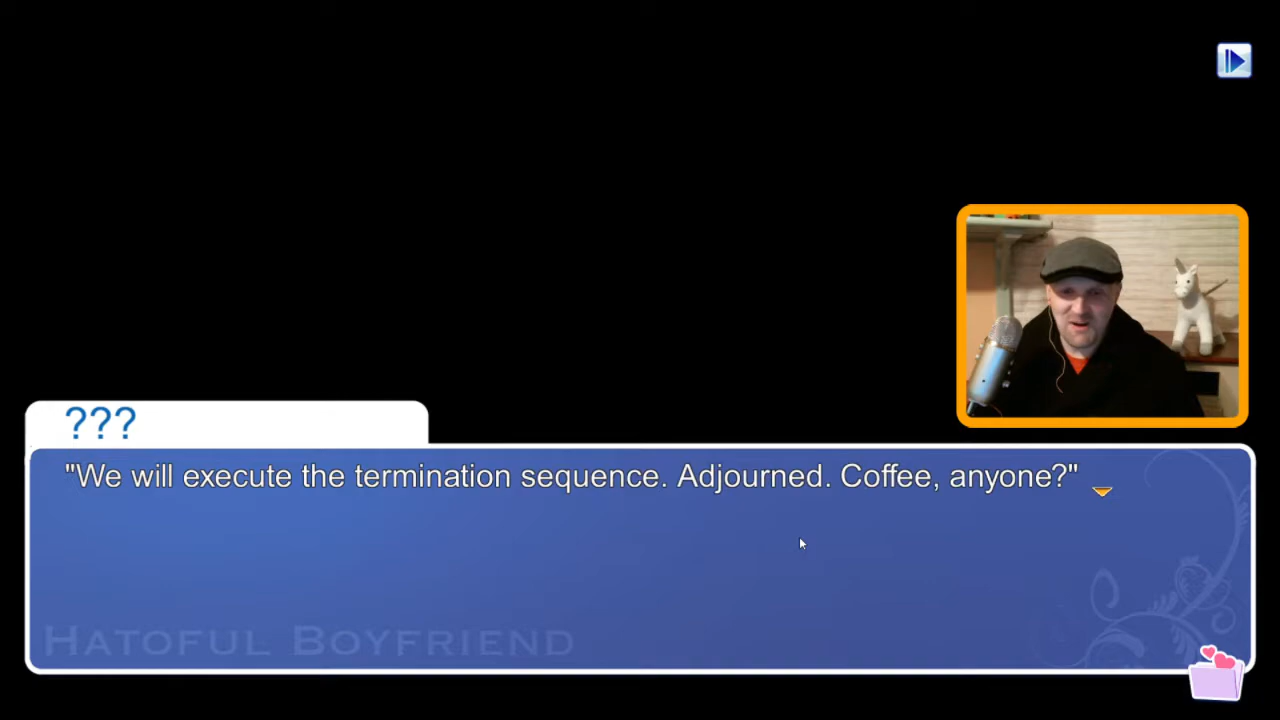 ???
"We will execute the termination sequence. Adjourned. Coffee, anyone?"
HATOFUL BOYFRIEND